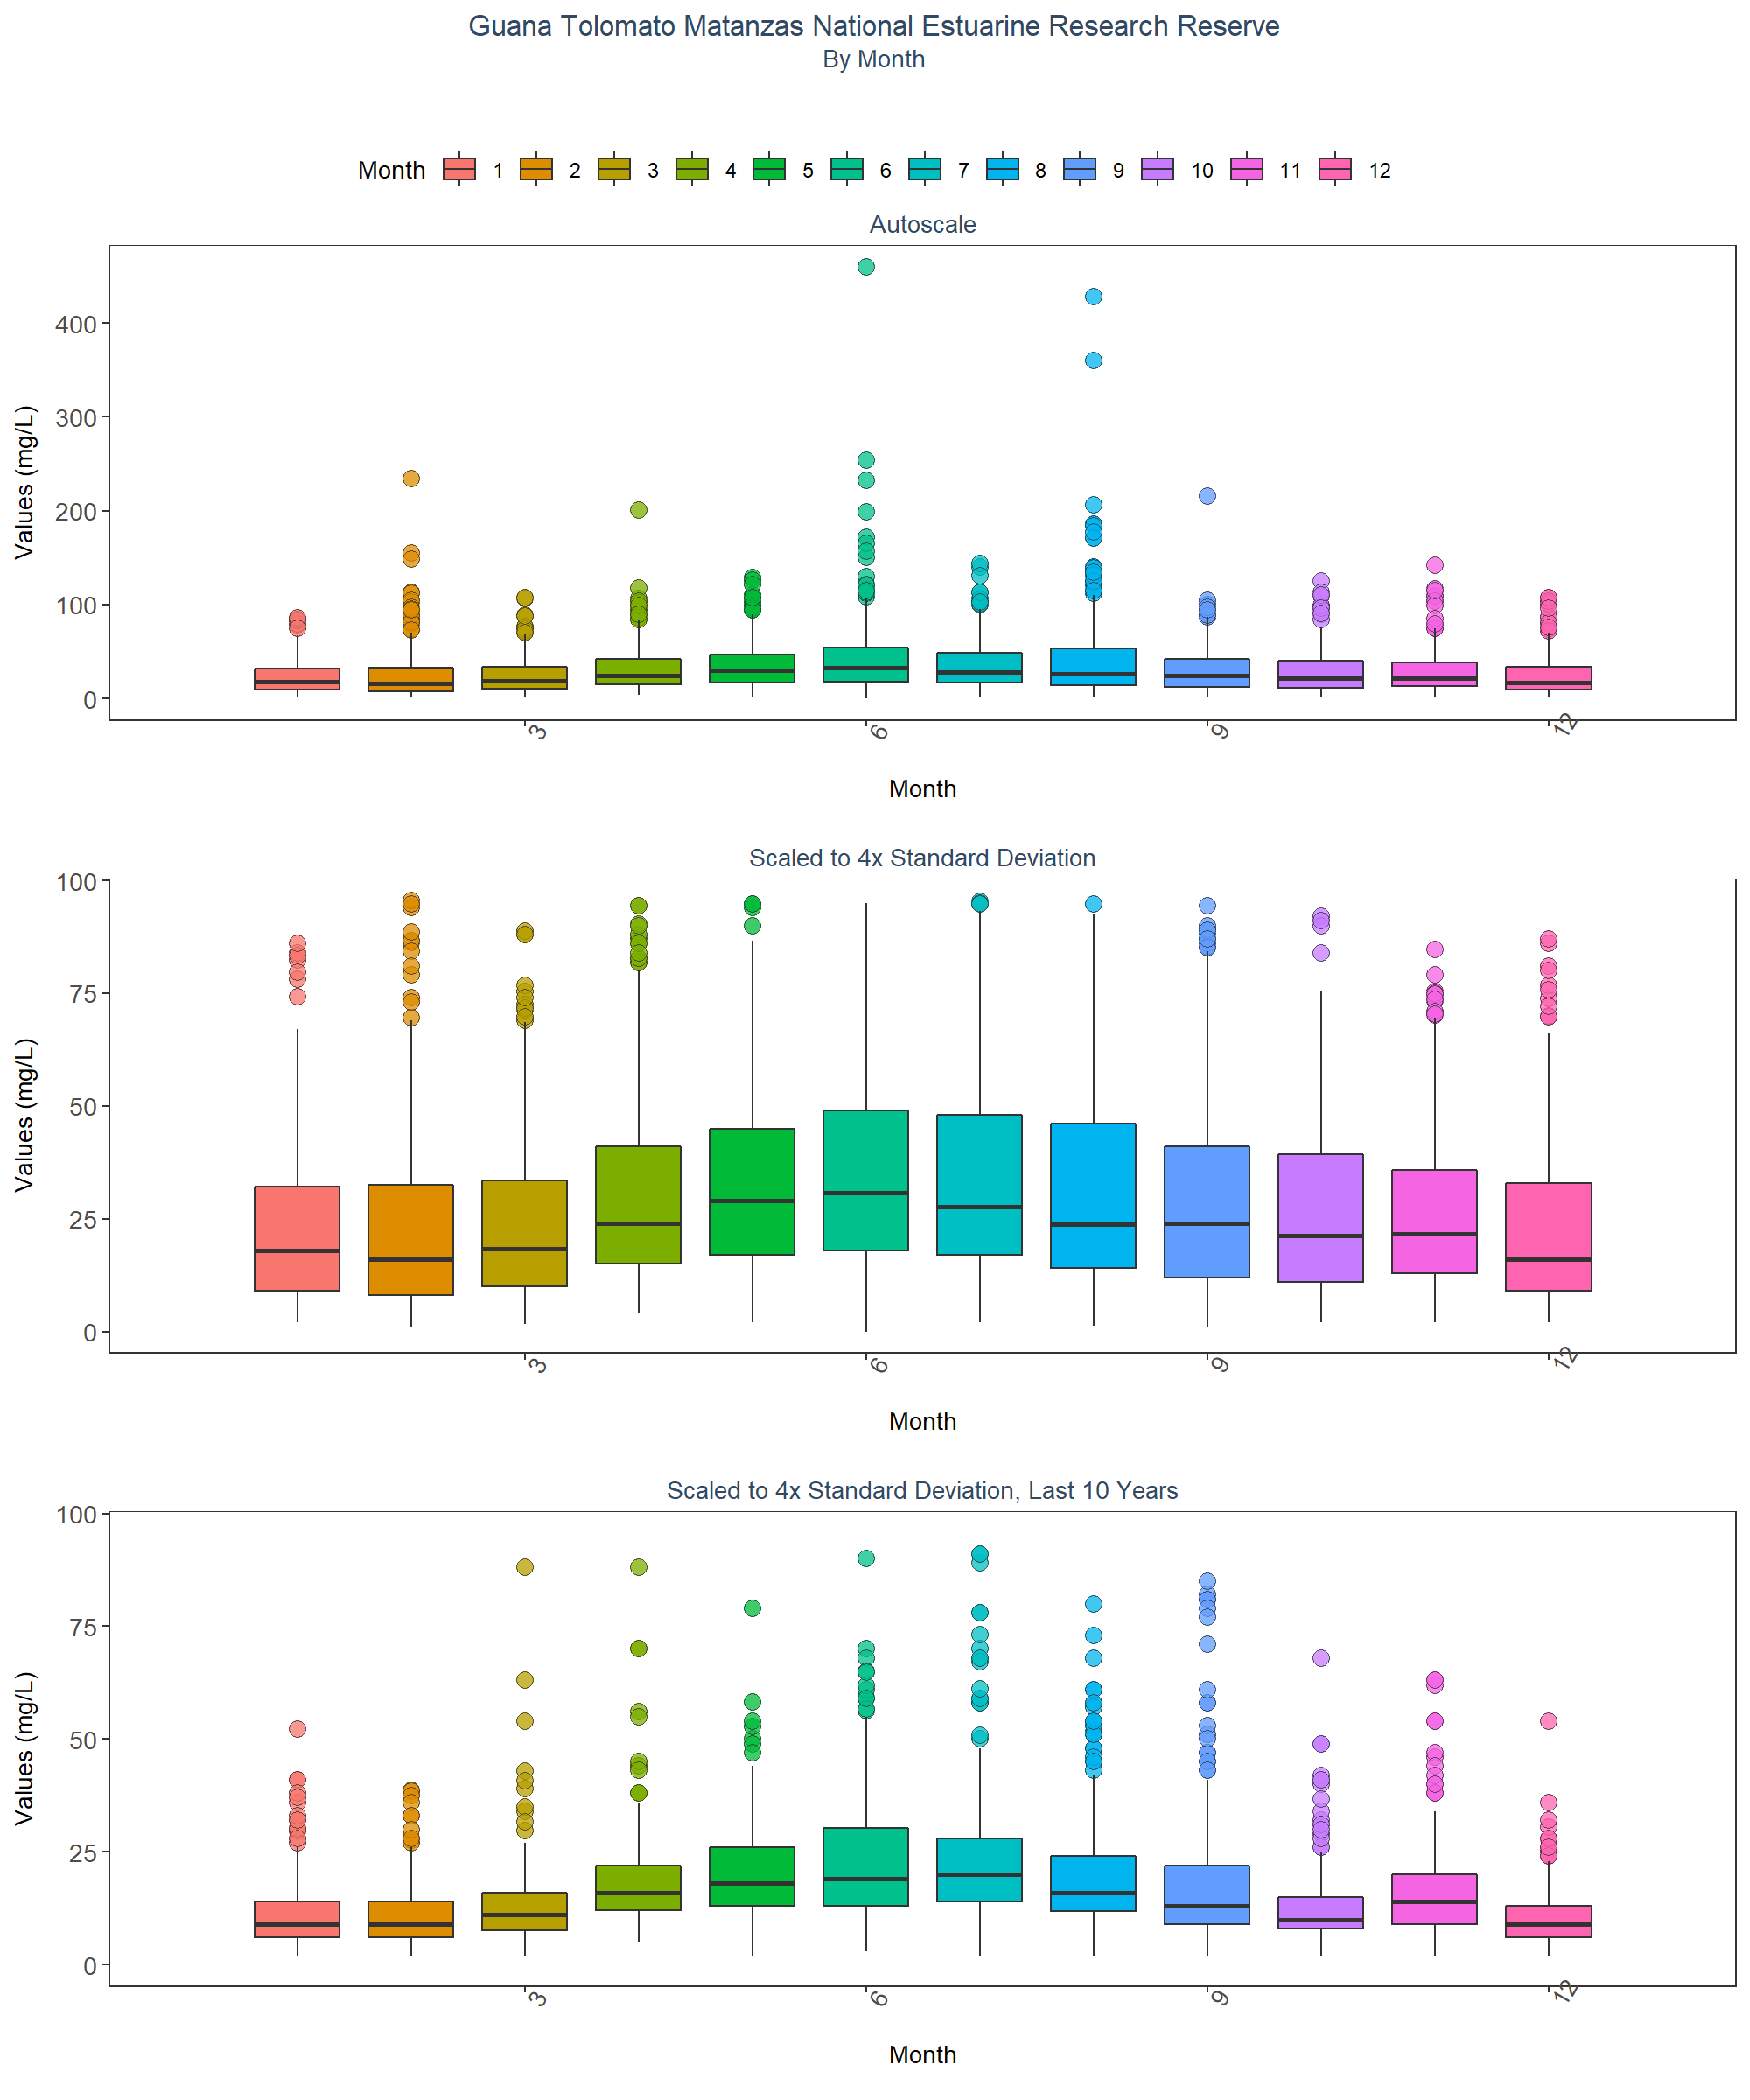 Guana Tolomato Matanzas National Estuarine Research Reserve
By Month
Month 1 2 3 4 5 6 7 8 9 10 11 12
Autoscale
Values (mg/L)
400
300
200
100
0
3 6 9 12
Month
Scaled to 4x Standard Deviation
Values (mg/L)
100
75
50
25
0
3 6 9 12
Month
Scaled to 4x Standard Deviation, Last 10 Years
Values (mg/L)
100
75
50
25
0
3 6 9 12
Month